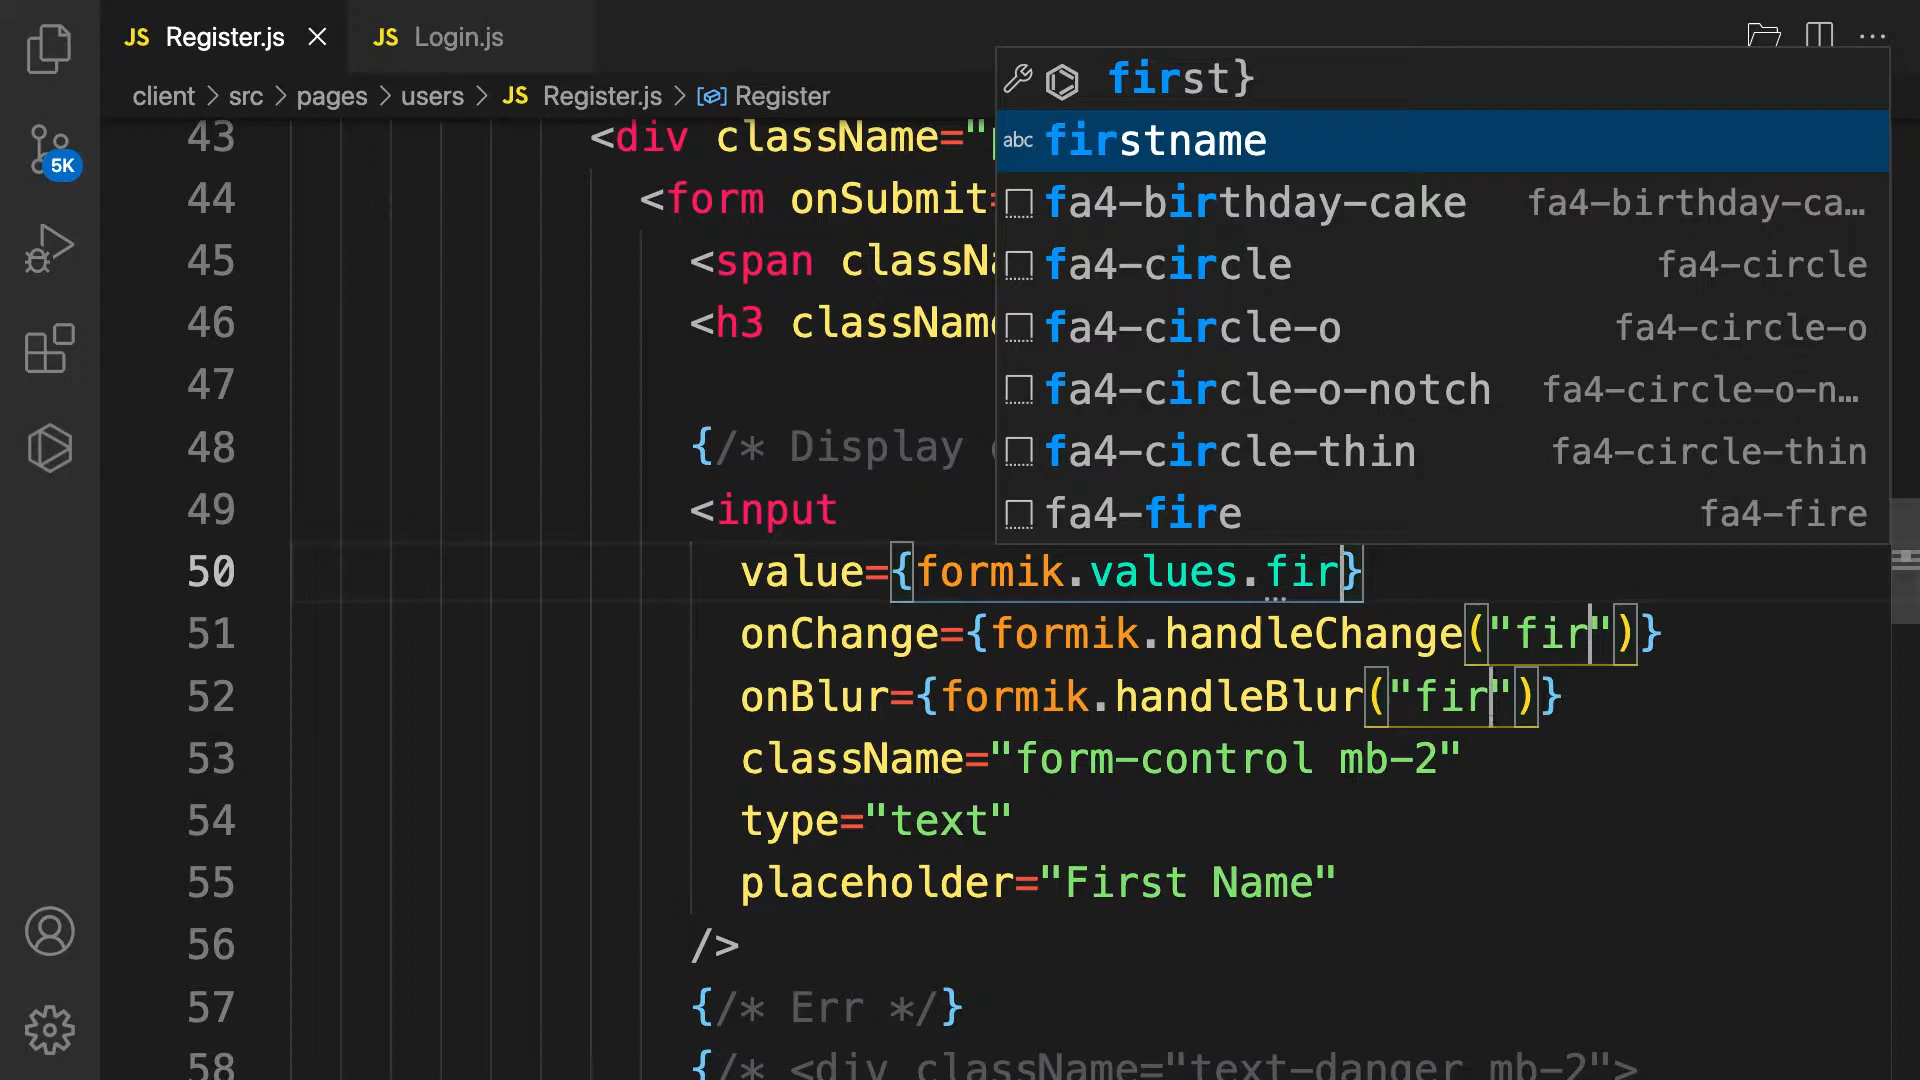 JS Register.js
JS Login.js
client > src > pages > users > JS Register.js > Register
5K
first}
abc firstname
fa4-birthday-cake fa4-birthday-ca…
fa4-circle fa4-circle
fa4-circle-o fa4-circle-o
fa4-circle-o-notch fa4-circle-o-n…
fa4-circle-thin fa4-circle-thin
fa4-fire fa4-fire
43 <div className="
44 <form onSubmit=
45 <span classNa
46 <h3 className
47
48 {/* Display
49 <input
50 value={formik.values.fir}
51 onChange={formik.handleChange("fir")}
52 onBlur={formik.handleBlur("fir")}
53 className="form-control mb-2"
54 type="text"
55 placeholder="First Name"
56 />
57 {/* Err */}
58 {/* <div className="text-danger mb-2">